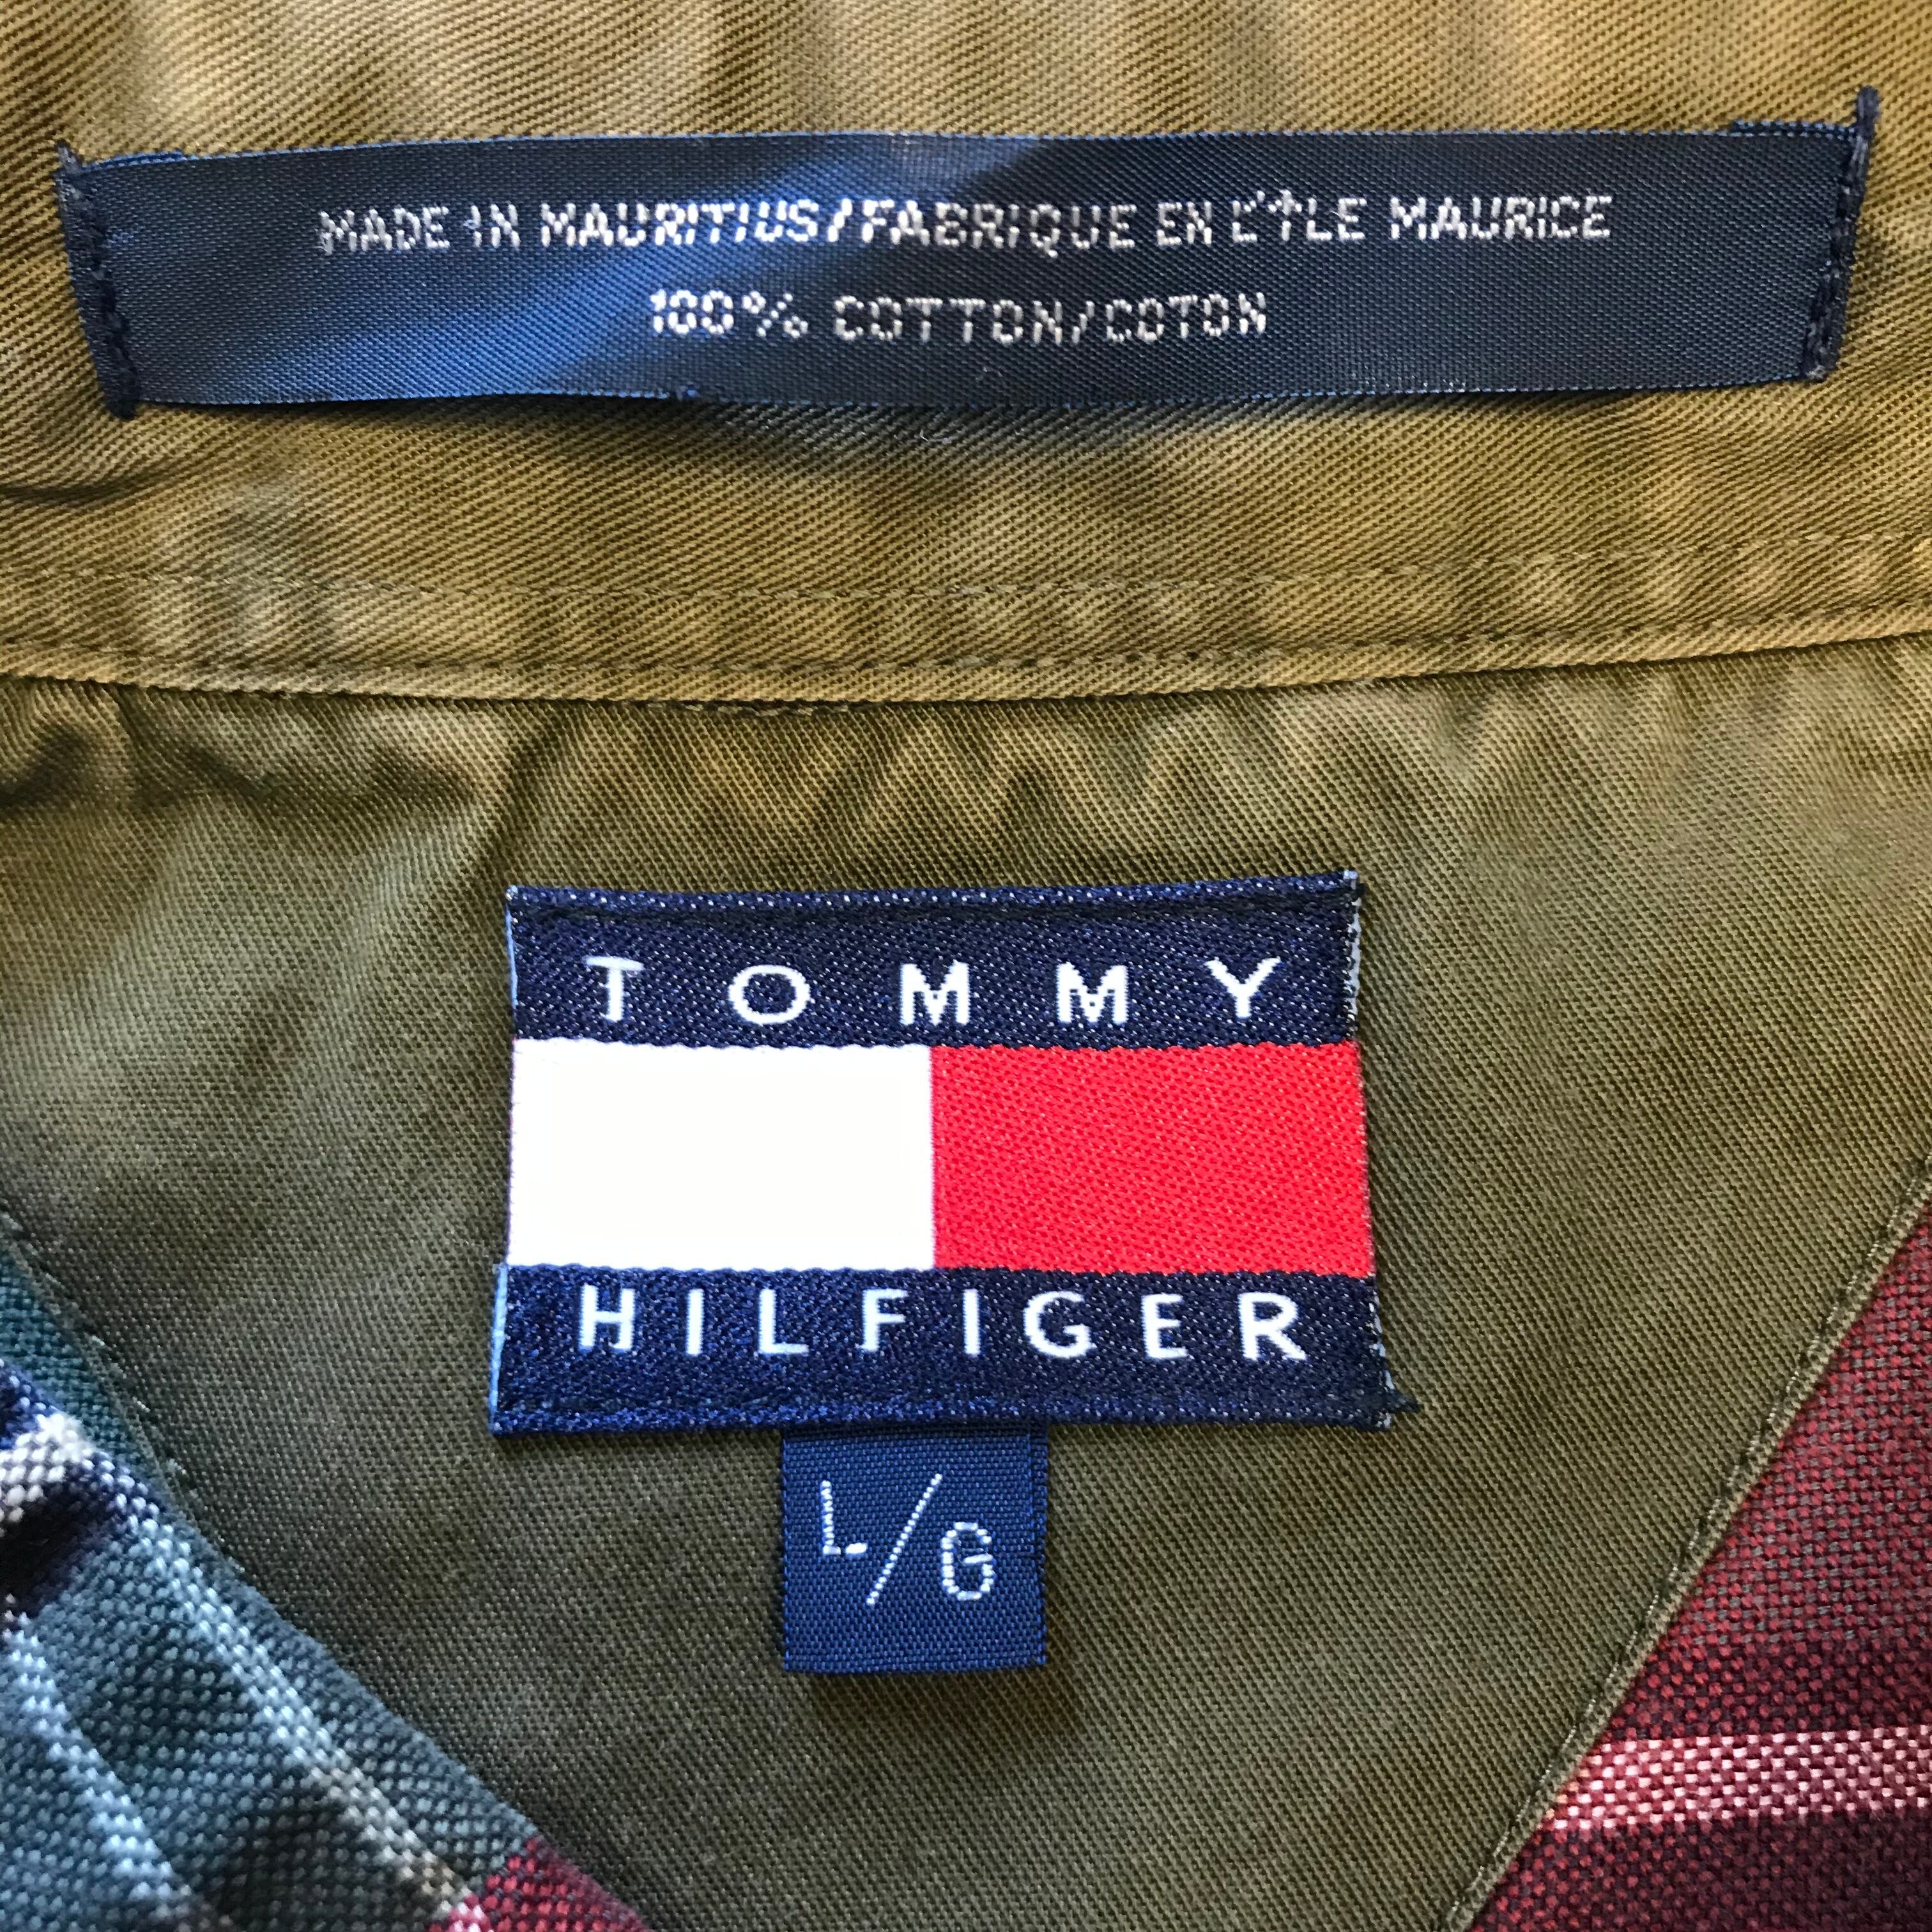 MADE IN MAURITIUS/FABRIQUE EN L'ÎLE MAURICE
100% COTTON/COTON
TOMMY
HILFIGER
L/G